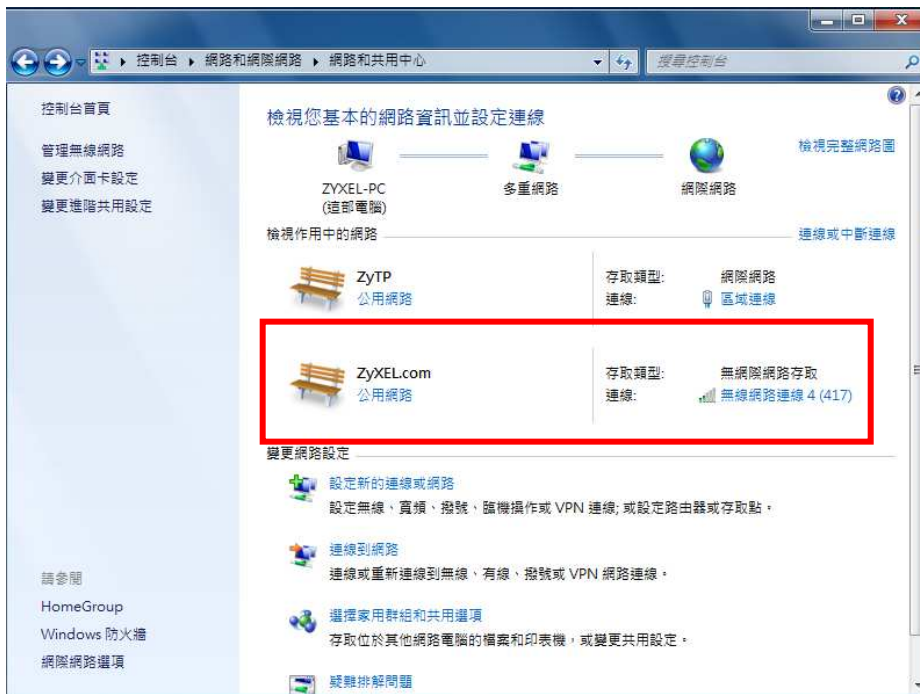 控制台 ▸ 網路和網際網路 ▸ 網路和共用中心
搜尋控制台
控制台首頁
管理無線網路
變更介面卡設定
變更進階共用設定
檢視您基本的網路資訊並設定連線
檢視完整網路圖
ZYXEL-PC
(這部電腦)
多重網路
網際網路
檢視作用中的網路
連線或中斷連線
ZyTP
公用網路
存取類型: 網際網路
連線: 區域連線
ZyXEL.com
公用網路
存取類型: 無網際網路存取
連線: 無線網路連線 4 (417)
變更網路設定
設定新的連線或網路
設定無線、寬頻、撥號、臨機操作或 VPN 連線; 或設定路由器或存取點。
連線到網路
連線或重新連線到無線、有線、撥號或 VPN 網路連線。
選擇家用群組和共用選項
存取位於其他網路電腦的檔案和印表機，或變更共用設定。
疑難排解問題
請參閱
HomeGroup
Windows 防火牆
網際網路選項